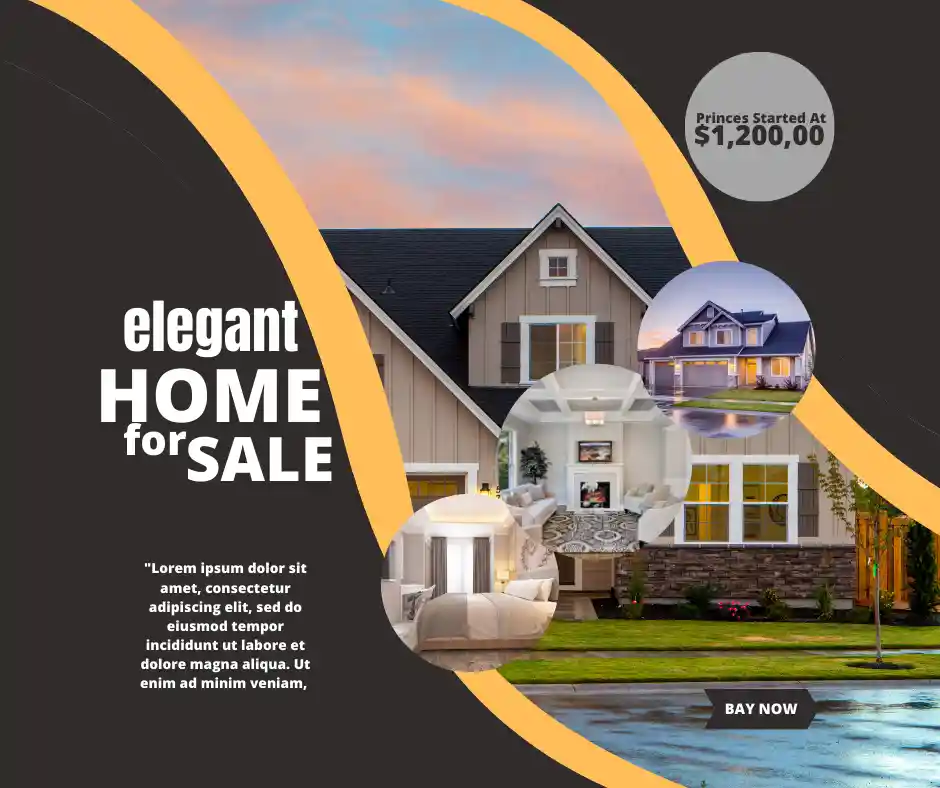 Princes Started At
$1,200,00
elegant
HOME
for
SALE
"Lorem ipsum dolor sit
amet, consectetur
adipiscing elit, sed do
eiusmod tempor
incididunt ut labore et
dolore magna aliqua. Ut
enim ad minim veniam,
BAY NOW